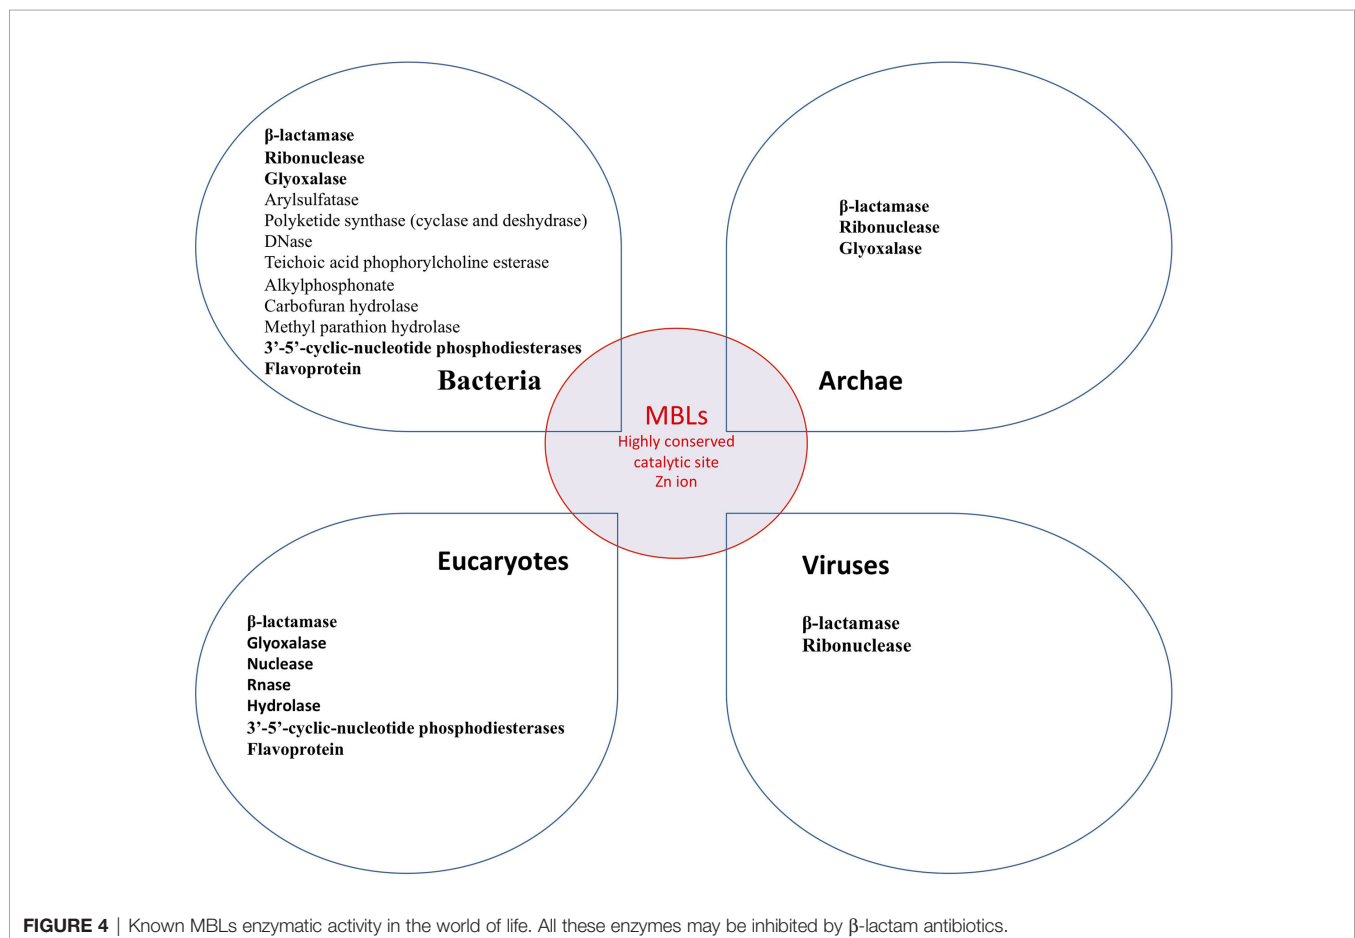 β-lactamase
Ribonuclease
Glyoxalase
Arylsulfatase
Polyketide synthase (cyclase and deshydrase)
DNase
Teichoic acid phophorylcholine esterase
Alkylphosphonate
Carbofuran hydrolase
Methyl parathion hydrolase
3’-5’-cyclic-nucleotide phosphodiesterases
Flavoprotein
Bacteria
β-lactamase
Ribonuclease
Glyoxalase
Archae
MBLs
Highly conserved
catalytic site
Zn ion
Eucaryotes
β-lactamase
Glyoxalase
Nuclease
Rnase
Hydrolase
3’-5’-cyclic-nucleotide phosphodiesterases
Flavoprotein
Viruses
β-lactamase
Ribonuclease
FIGURE 4 | Known MBLs enzymatic activity in the world of life. All these enzymes may be inhibited by β-lactam antibiotics.